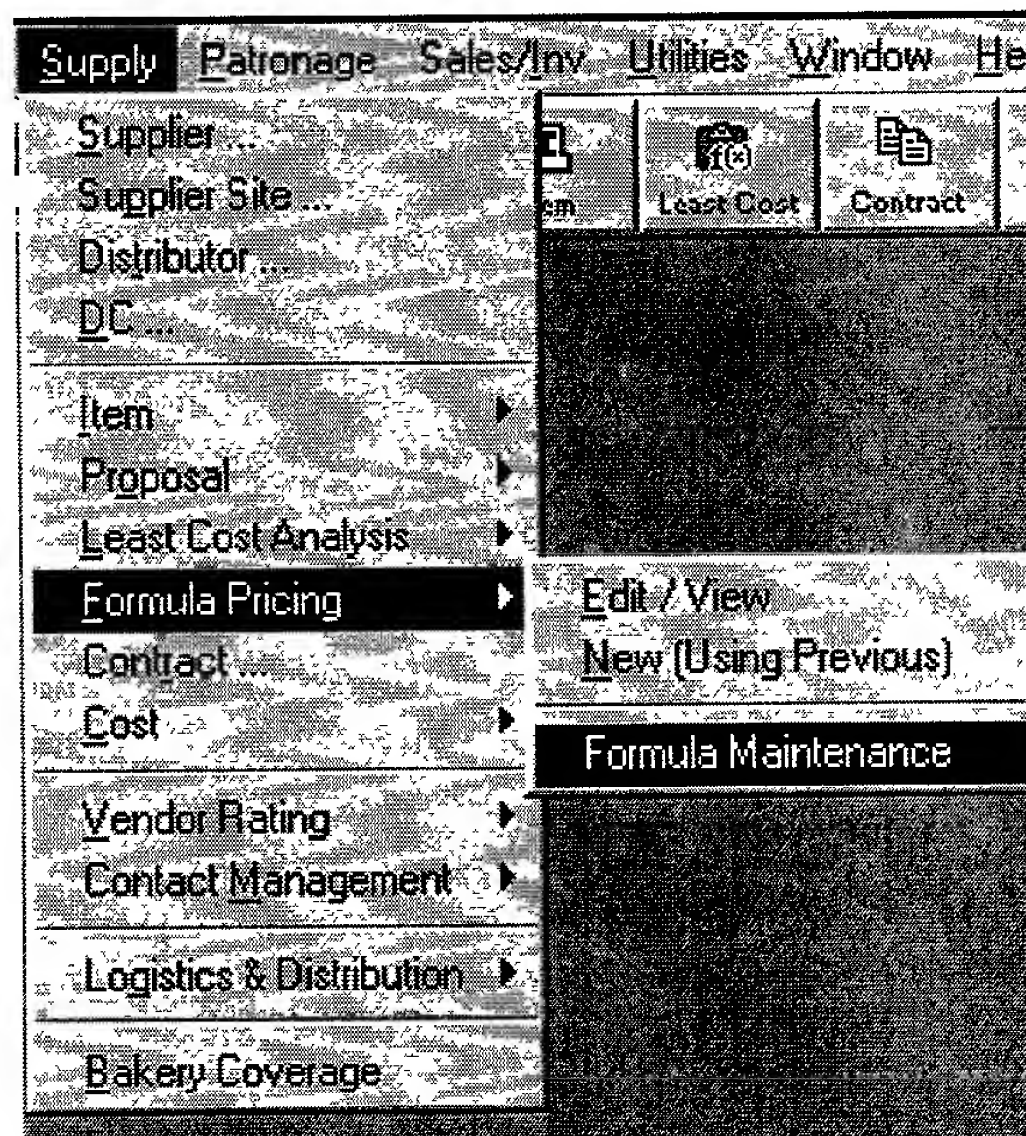 Supply Patronage Sales/Inv Utilities Window He
Supplier ...
Supplier Site ...
Distributor ...
DC ...
em Least Cost Contract
f(x)
Item
Proposal
Least Cost Analysis
Formula Pricing
Contract ...
Cost
Vendor Rating
Contact Management
Logistics & Distribution
Bakery Coverage
Edit / View
New (Using Previous)
Formula Maintenance